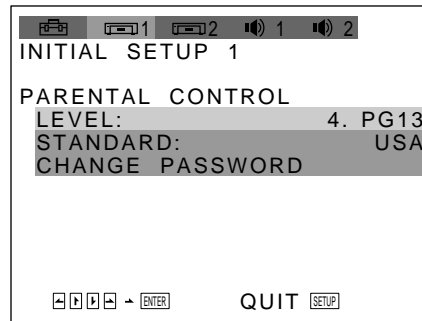 1 2 1 2
INITIAL SETUP 1
PARENTAL CONTROL
LEVEL: 4. PG13
STANDARD: USA
CHANGE PASSWORD
ENTER QUIT SETUP